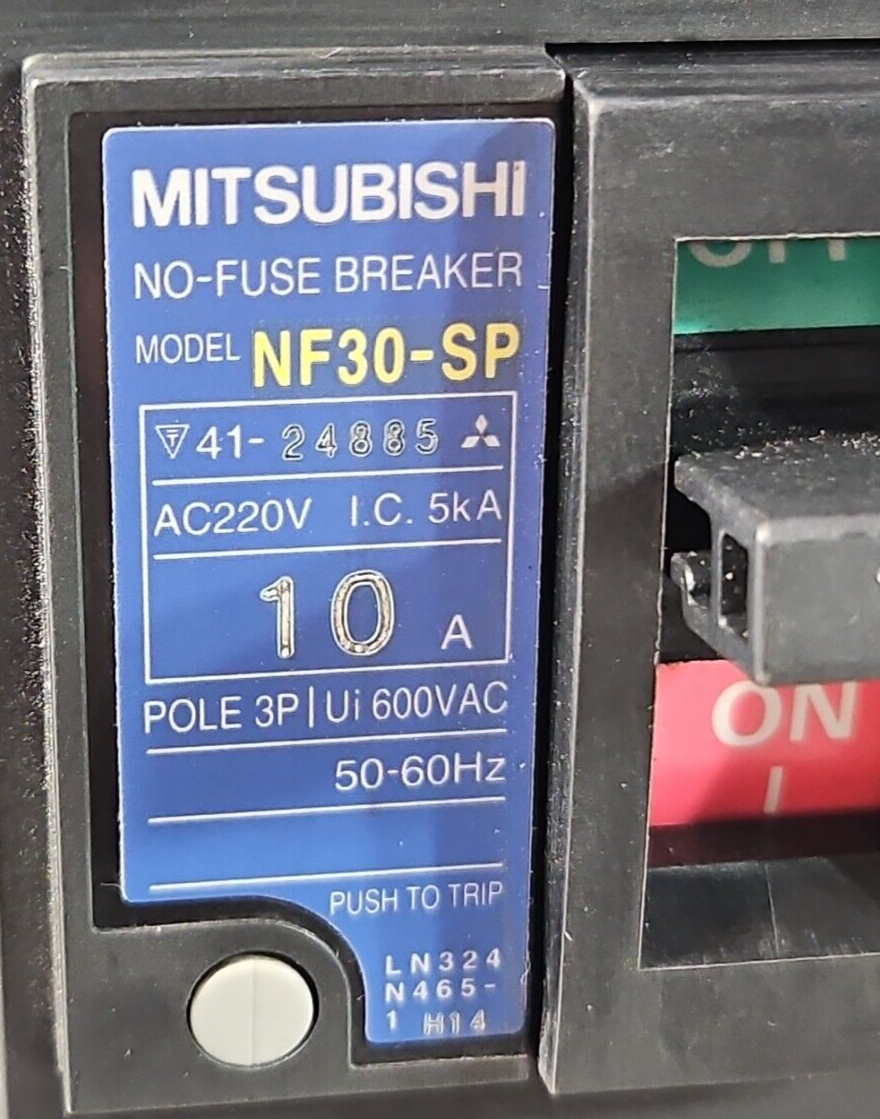 MITSUBISHI
NO-FUSE BREAKER
MODEL NF30-SP
T 41- 24885
AC220V I.C. 5kA
10 A
POLE 3P | Ui 600VAC
50-60Hz
PUSH TO TRIP
LN324
N465-
1 H14
OFF
ON
|